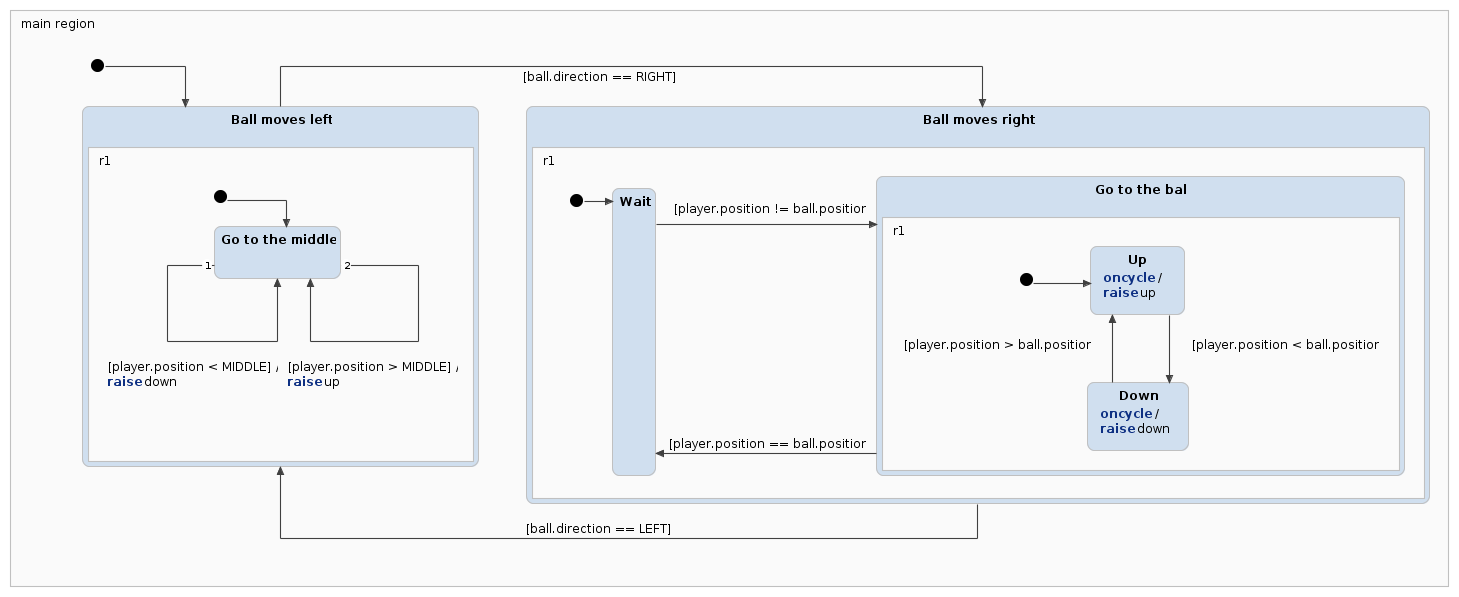 main region
[ball.direction == RIGHT]
Ball moves left
r1
Go to the middle
1
2
[player.position < MIDDLE] /
raise down
[player.position > MIDDLE] /
raise up
Ball moves right
r1
Wait
[player.position != ball.positior
Go to the bal
r1
Up
oncycle /
raise up
[player.position > ball.positior
[player.position < ball.positior
Down
oncycle /
raise down
[player.position == ball.positior
[ball.direction == LEFT]